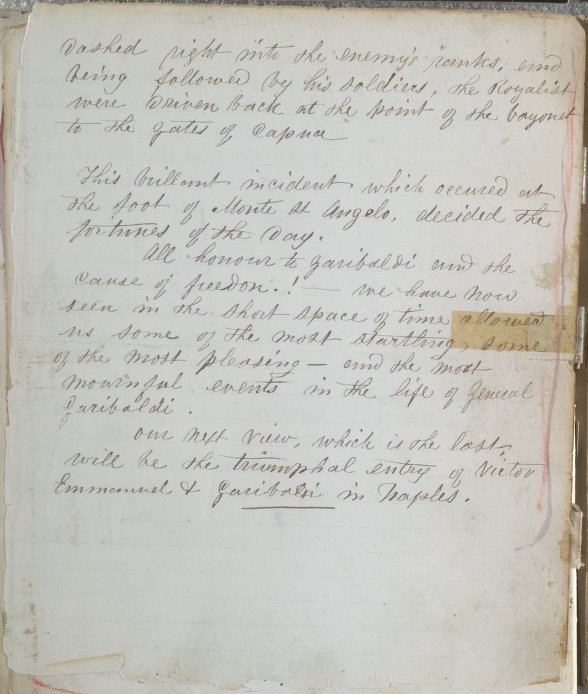 dashed right into the enemy's ranks, and
being followed by his soldiers, the Royalist
were driven back at the point of the bayonet
to the gates of Capua
This brillant incident which occured at
the foot of Monte St Angelo, decided the
fortunes of the day.
All honour to Garibaldi and the
cause of freedon.! — we have now
seen in the short space of time allowed
us some of the most startling, some
of the most pleasing — and the most
mournful events in the life of General
Garibaldi.
Our next view, which is the last,
will be the triumphal entry of Victor
Emmanuel & Garibaldi in Naples.